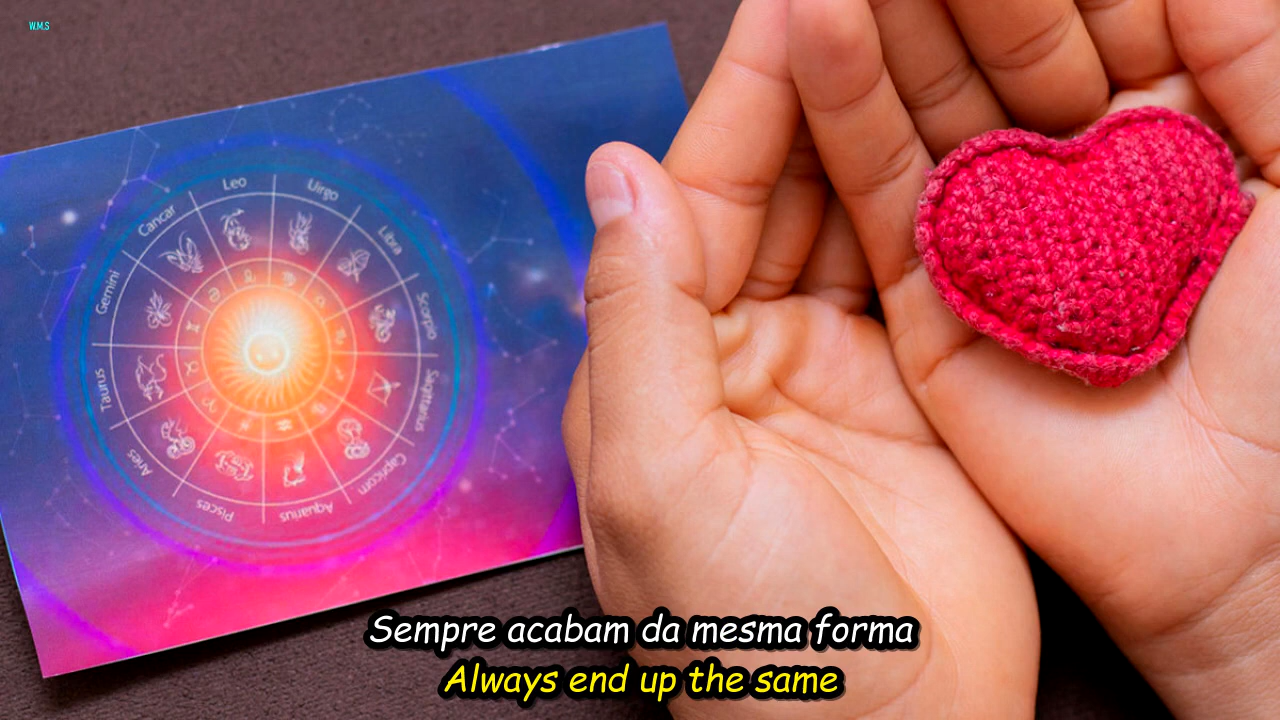 W.M.S
Leo
Virgo
Cancar
Libra
Gemini
Scorpio
Taurus
Sagittarius
Aries
Capricorn
Pisces
Aquarius
Sempre acabam da mesma forma
Always end up the same